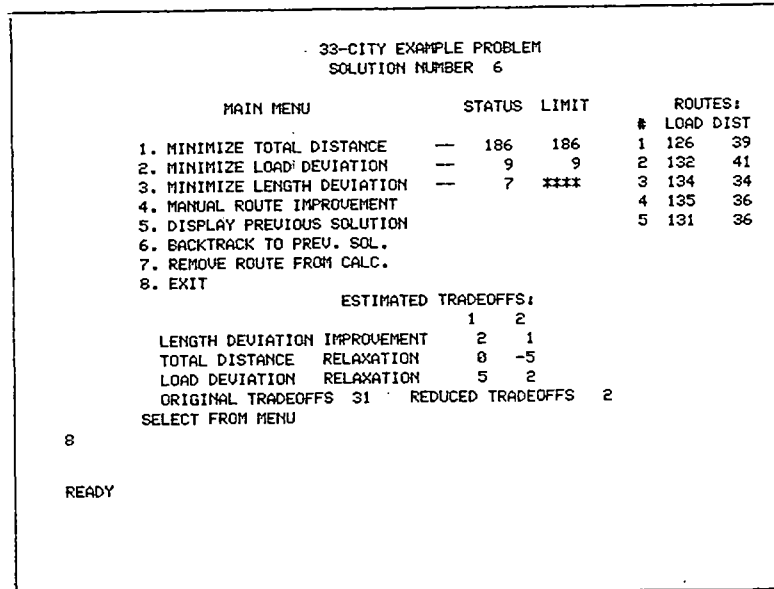 33-CITY EXAMPLE PROBLEM
SOLUTION NUMBER 6
MAIN MENU STATUS LIMIT ROUTES:
# LOAD DIST
1. MINIMIZE TOTAL DISTANCE — 186 186 1 126 39
2. MINIMIZE LOAD DEVIATION — 9 9 2 132 41
3. MINIMIZE LENGTH DEVIATION — 7 **** 3 134 34
4. MANUAL ROUTE IMPROVEMENT 4 135 36
5. DISPLAY PREVIOUS SOLUTION 5 131 36
6. BACKTRACK TO PREV. SOL.
7. REMOVE ROUTE FROM CALC.
8. EXIT
ESTIMATED TRADEOFFS:
1 2
LENGTH DEVIATION IMPROVEMENT 2 1
TOTAL DISTANCE RELAXATION 0 -5
LOAD DEVIATION RELAXATION 5 2
ORIGINAL TRADEOFFS 31 REDUCED TRADEOFFS 2
SELECT FROM MENU
8
READY